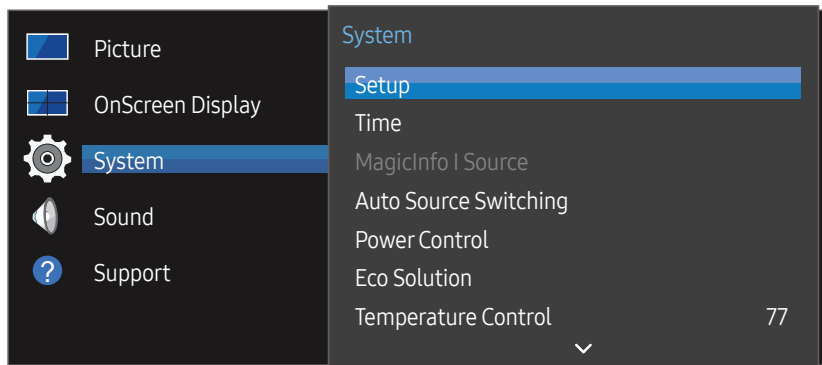 Picture
OnScreen Display
System
Sound
?
Support
System
Setup
Time
MagicInfo I Source
Auto Source Switching
Power Control
Eco Solution
Temperature Control 77